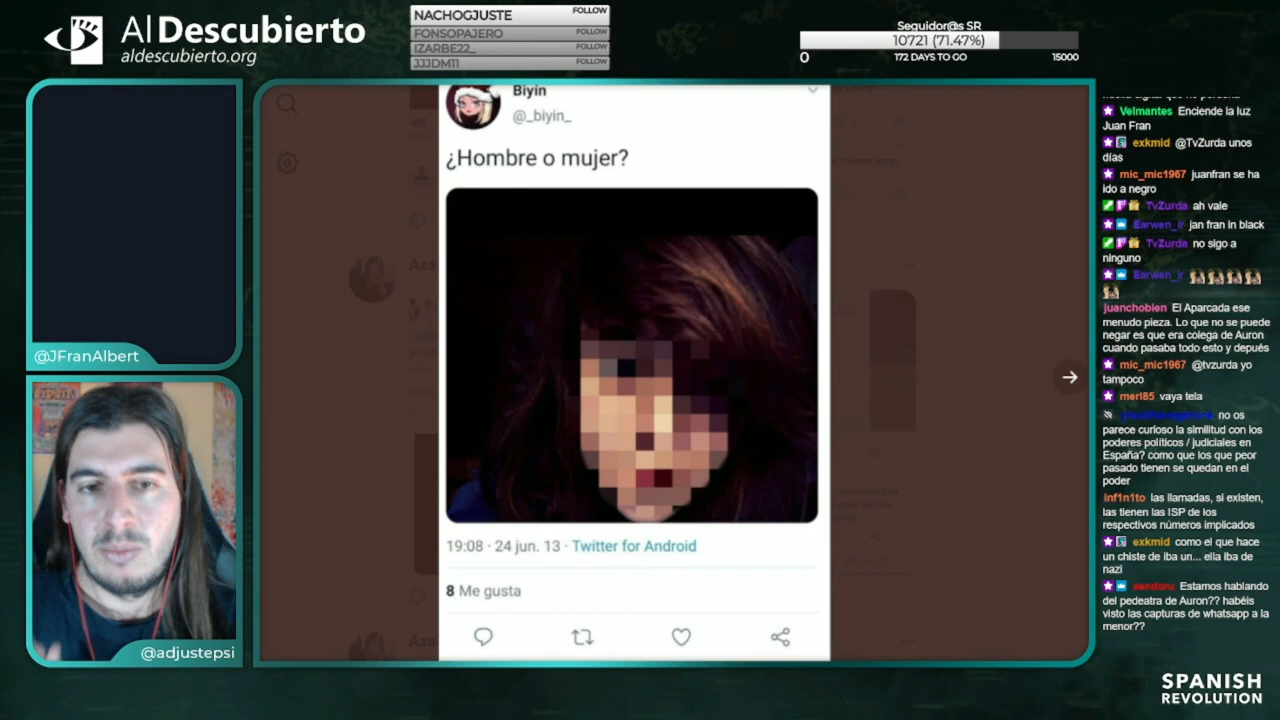 Al Descubierto
aldescubierto.org
NACHOGJUSTE FOLLOW
FONSOPAJERO FOLLOW
IZARBE22_ FOLLOW
JJJDM11 FOLLOW
Seguidor@s SR
10721 (71.47%)
0 172 DAYS TO GO 15000
@JFranAlbert
@adjustepsi
Biyín
@_biyin_
¿Hombre o mujer?
19:08 · 24 jun. 13 · Twitter for Android
8 Me gusta
Velmantes Enciende la luz
Juan Fran
exkmid @TvZurda unos
días
mic_mic1967 juanfran se ha
ido a negro
TvZurda ah vale
Earwen_ir jan fran in black
TvZurda no sigo a
ninguno
Earwen_ir
juanchobien El Aparcada ese
menudo pieza. Lo que no se puede
negar es que era colega de Auron
cuando pasaba todo esto y depués
mic_mic1967 @tvzurda yo
tampoco
merl85 vaya tela
no os
parece curioso la similitud con los
poderes políticos / judiciales en
España? como que los que peor
pasado tienen se quedan en el
poder
inf1n1to las llamadas, si existen,
las tienen las ISP de los
respectivos números implicados
exkmid como el que hace
un chiste de iba un... ella iba de
nazi
sendoru Estamos hablando
del pedeatra de Auron?? habéis
visto las capturas de whatsapp a la
menor??
SPANISH
REVOLUTION